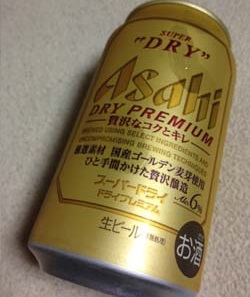 SUPER
"DRY"
Asahi
DRY PREMIUM
―贅沢なコクとキレ―
BREWED USING SELECT INGREDIENTS AND
UNCOMPROMISING BREWING TECHNIQUES
厳選素材 国産ゴールデン麦芽使用
ひと手間かけた贅沢醸造
スーパードライ
ドライプレミアム
Alc.6%
生ビール
お酒